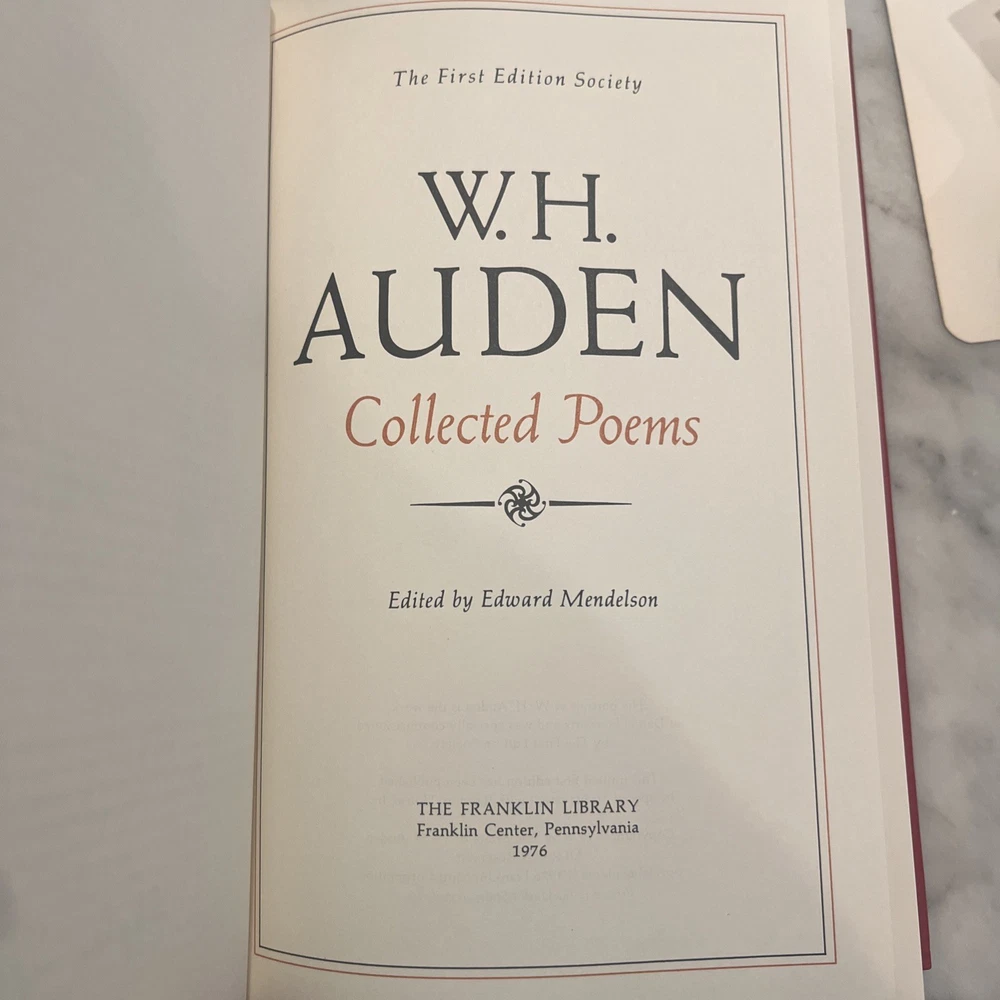 The First Edition Society
W. H.
AUDEN
Collected Poems
Edited by Edward Mendelson
THE FRANKLIN LIBRARY
Franklin Center, Pennsylvania
1976